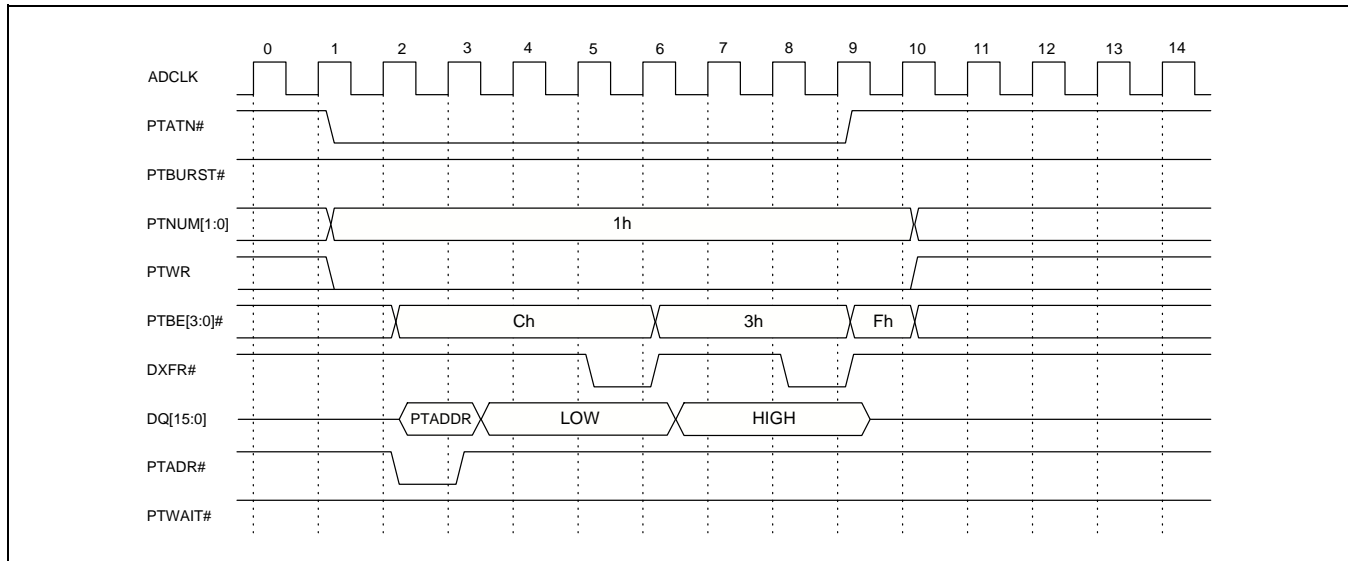 0 1 2 3 4 5 6 7 8 9 10 11 12 13 14
ADCLK
PTATN#
PTBURST#
PTNUM[1:0] 1h
PTWR
PTBE[3:0]# Ch 3h Fh
DXFR#
DQ[15:0] PTADDR LOW HIGH
PTADR#
PTWAIT#